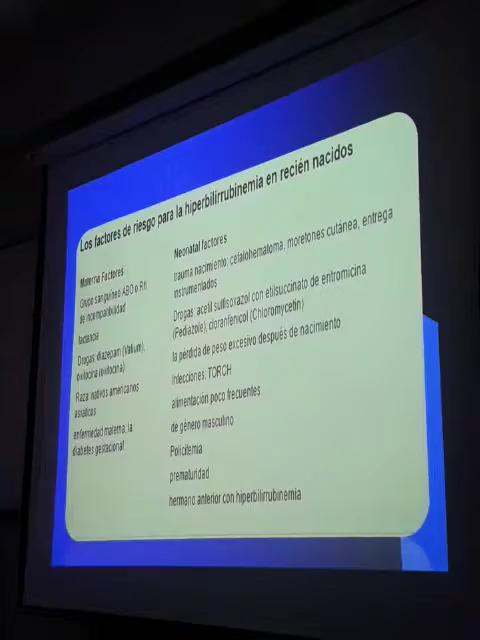 Los factores de riesgo para la hiperbilirrubinemia en recién nacidos
Materna Factores
Grupo sanguíneo ABO o Rh
de incompatibilidad
lactancia
Drogas: diazepam (Valium),
oxitocina (oxitocina)
Raza: nativos americanos
asiáticos
enfermedad materna: la
diabetes gestacional
Neonatal factores
trauma nacimiento: cefalohematoma, moretones cutánea, entrega
instrumentados
Drogas: acetil sulfisoxazol con etilsuccinato de eritromicina
(Pediazole), cloranfenicol (Chloromycetin)
la pérdida de peso excesivo después de nacimiento
Infecciones: TORCH
alimentación poco frecuentes
de género masculino
Policitemia
prematuridad
hermano anterior con hiperbilirrubinemia